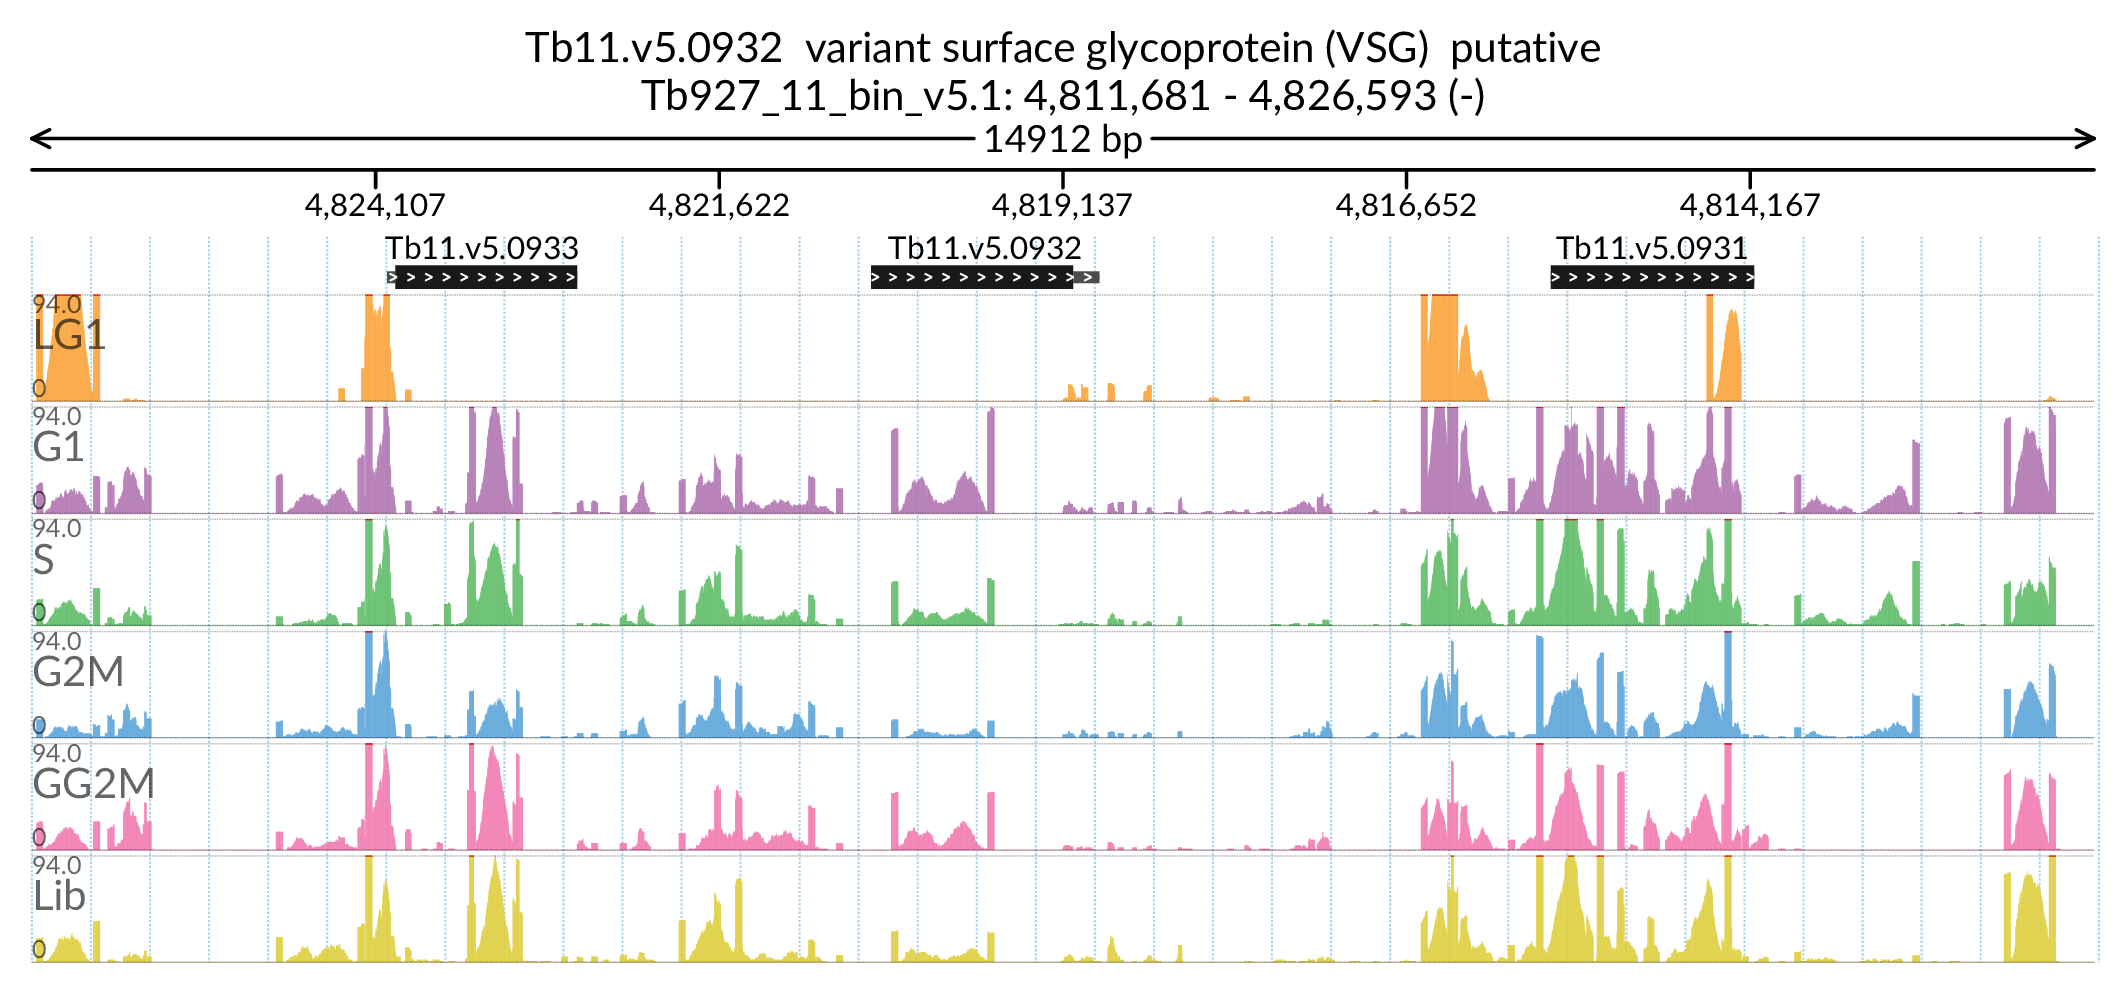 Tb11.v5.0932 variant surface glycoprotein (VSG) putative
Tb927_11_bin_v5.1: 4,811,681 - 4,826,593 (-)
14912 bp
4,824,107 4,821,622 4,819,137 4,816,652 4,814,167
Tb11.v5.0933 Tb11.v5.0932 Tb11.v5.0931
94.0
LG1
0
94.0
G1
0
94.0
S
0
94.0
G2M
0
94.0
GG2M
0
94.0
Lib
0